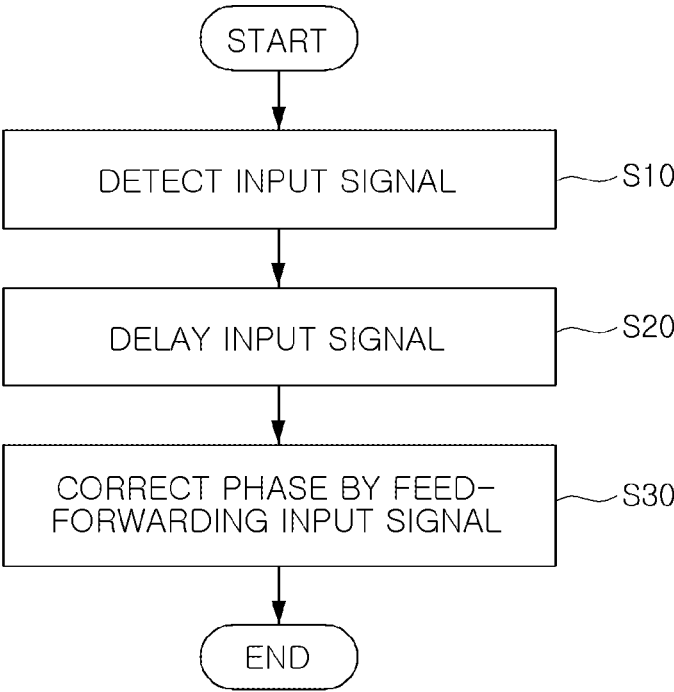 START
DETECT INPUT SIGNAL
S10
DELAY INPUT SIGNAL
S20
CORRECT PHASE BY FEED-
FORWARDING INPUT SIGNAL
S30
END